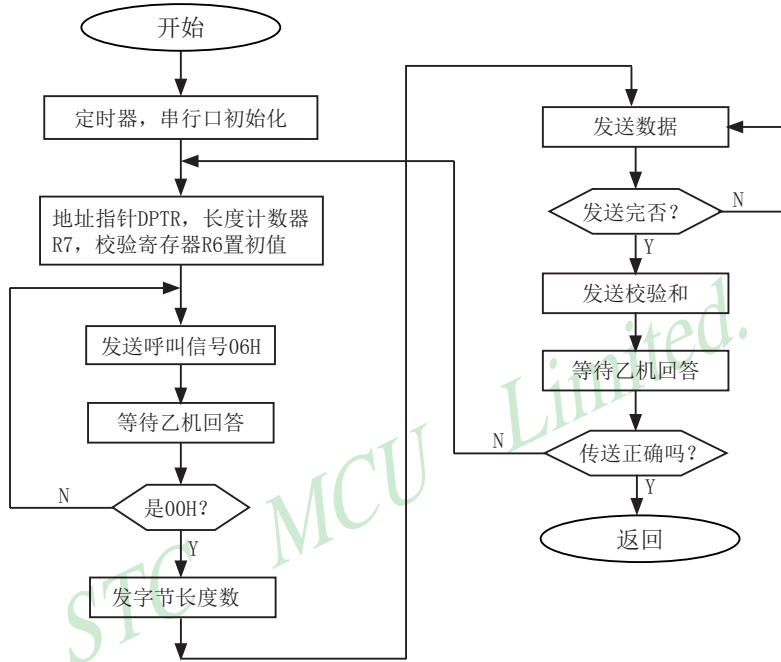 开始
定时器，串行口初始化
地址指针DPTR，长度计数器
R7，校验寄存器R6置初值
发送呼叫信号06H
等待乙机回答
N
是00H？
Y
发字节长度数
发送数据
发送完否？
N
Y
发送校验和
等待乙机回答
N
传送正确吗？
Y
返回
STC MCU Limited.